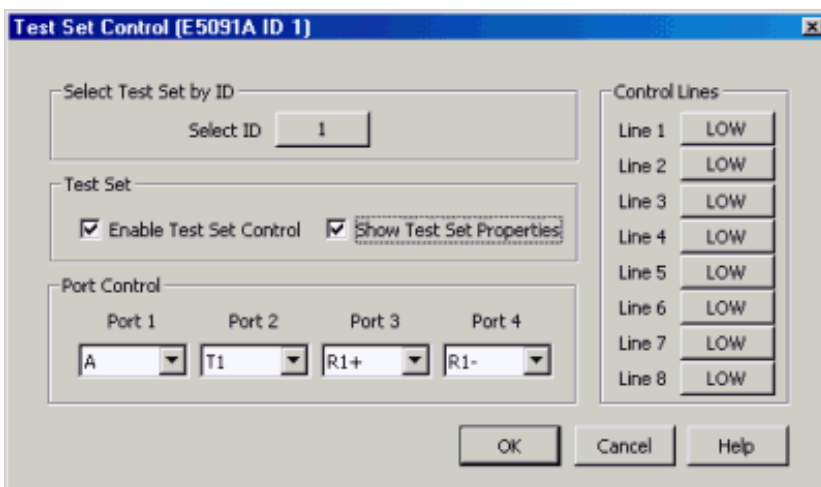 Test Set Control (E5091A ID 1)
Select Test Set by ID
Select ID 1
Test Set
Enable Test Set Control Show Test Set Properties
Port Control
Port 1 Port 2 Port 3 Port 4
A T1 R1+ R1-
Control Lines
Line 1 LOW
Line 2 LOW
Line 3 LOW
Line 4 LOW
Line 5 LOW
Line 6 LOW
Line 7 LOW
Line 8 LOW
OK Cancel Help